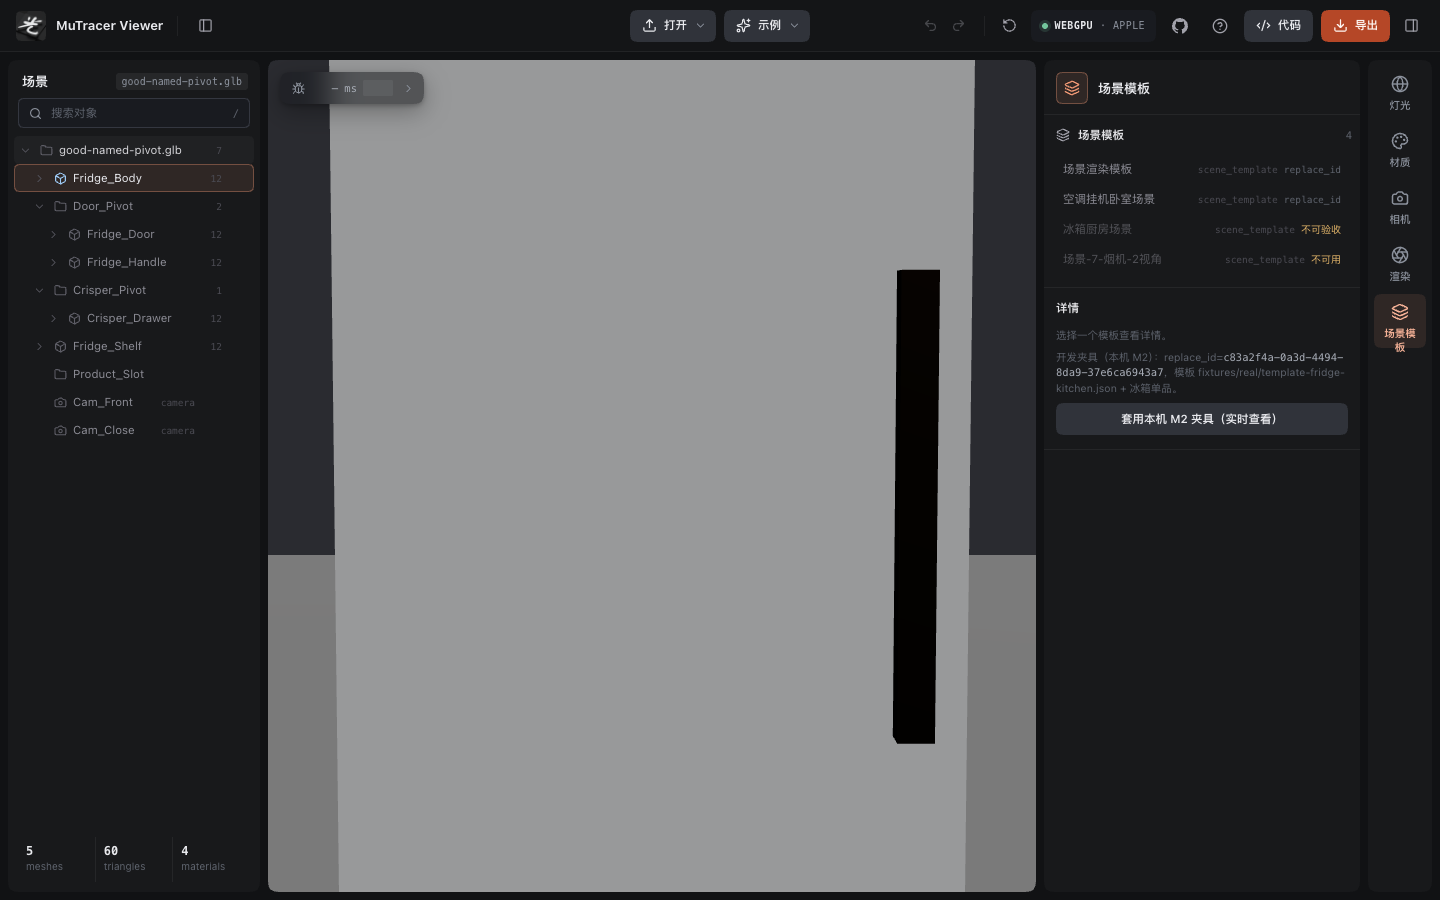 MuTracer Viewer
打开
示例
WEBGPU · APPLE
代码
导出
场景
good-named-pivot.glb
搜索对象
/
good-named-pivot.glb 7
Fridge_Body 12
Door_Pivot 2
Fridge_Door 12
Fridge_Handle 12
Crisper_Pivot 1
Crisper_Drawer 12
Fridge_Shelf 12
Product_Slot
Cam_Front camera
Cam_Close camera
5
meshes
60
triangles
4
materials
– ms
场景模板
场景模板 4
场景渲染模板 scene_template replace_id
空调挂机卧室场景 scene_template replace_id
冰箱厨房场景 scene_template 不可验收
场景-7-烟机-2视角 scene_template 不可用
详情
选择一个模板查看详情。
开发夹具（本机 M2）：replace_id=c83a2f4a-0a3d-4494-
8da9-37e6ca6943a7，模板 fixtures/real/template-fridge-
kitchen.json + 冰箱单品。
套用本机 M2 夹具（实时查看）
灯光
材质
相机
渲染
场景模
板